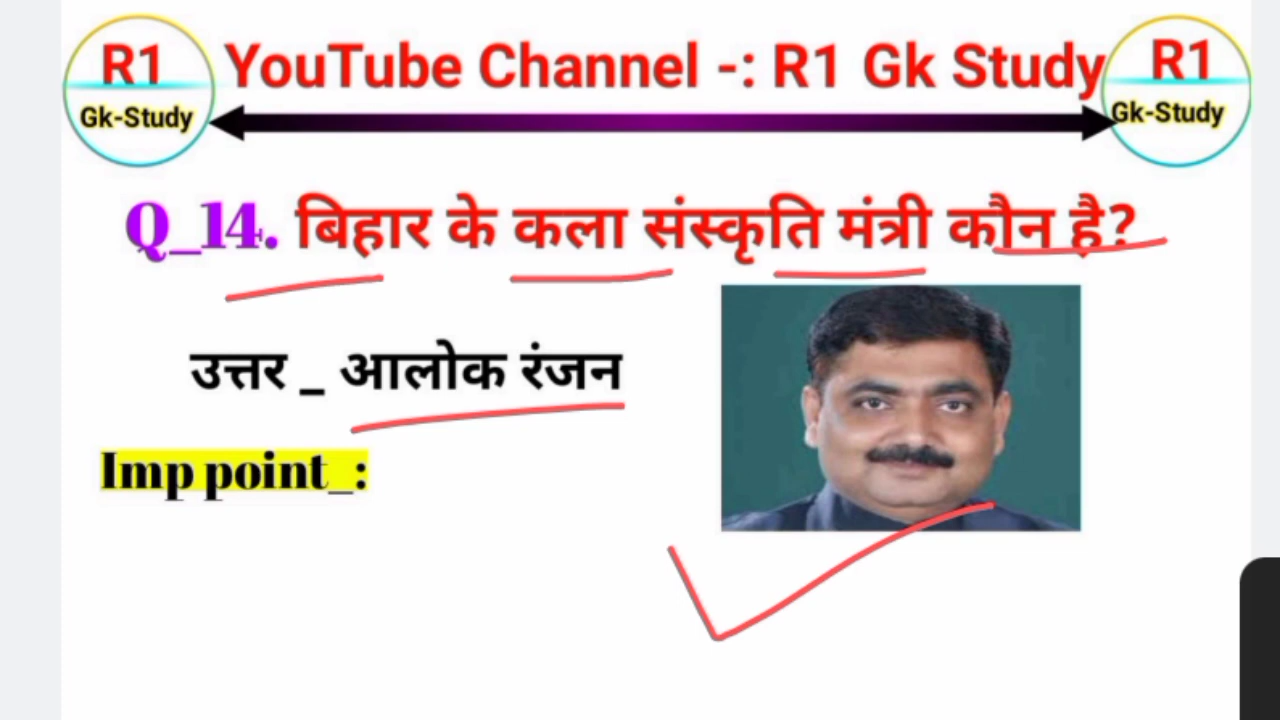 R1
Gk-Study
YouTube Channel -: R1 Gk Study
R1
Gk-Study
Q_14. बिहार के कला संस्कृति मंत्री कौन है?
उत्तर _ आलोक रंजन
Imp point_: